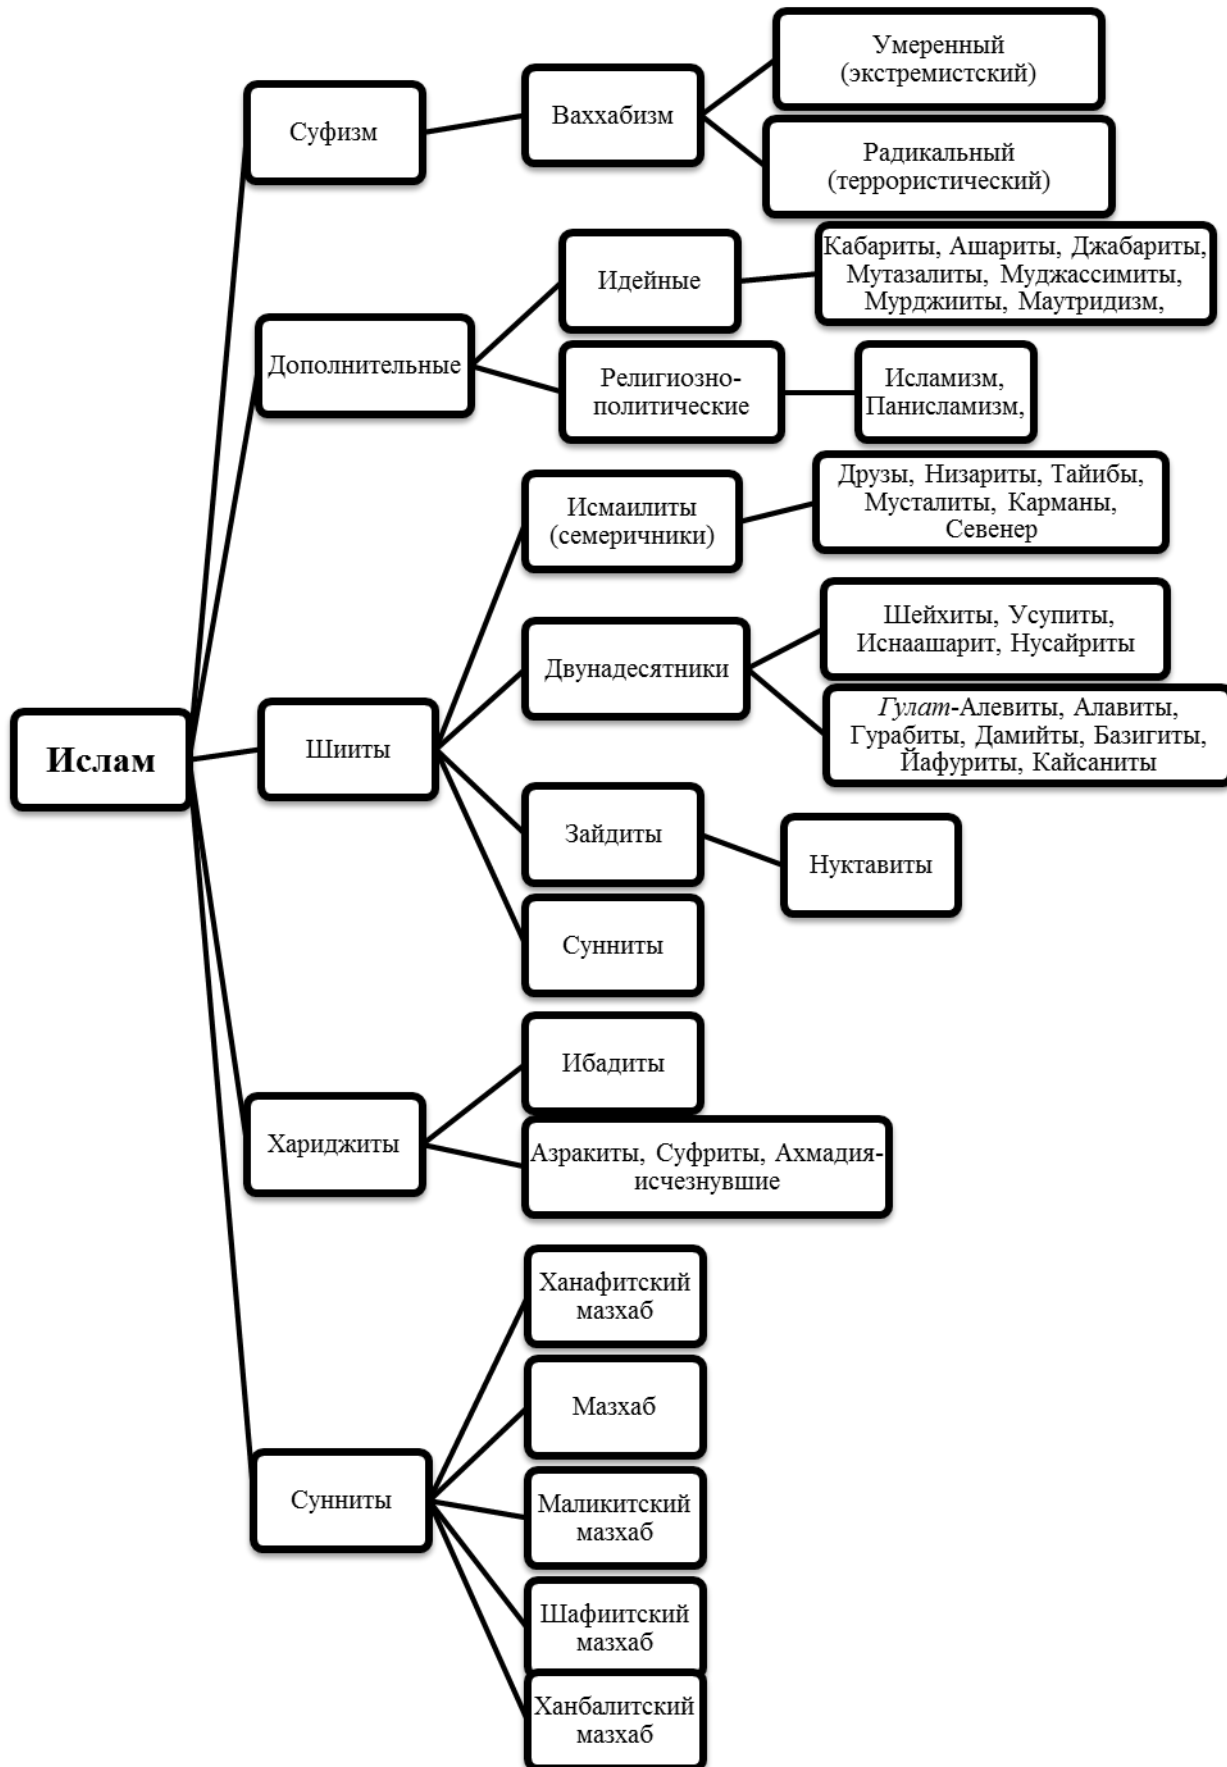 Ислам
Суфизм
Ваххабизм
Умеренный
(экстремистский)
Радикальный
(террористический)
Дополнительные
Идейные
Кабариты, Ашариты, Джабариты,
Мутазалиты, Муджассимиты,
Мурджииты, Маутридизм,
Религиозно-
политические
Исламизм,
Панисламизм,
Шииты
Исмаилиты
(семеричники)
Друзы, Низариты, Тайибы,
Мусталиты, Карманы,
Севенер
Двунадесятники
Шейхиты, Усупиты,
Иснаашарит, Нусайриты
Гулат-Алевиты, Алавиты,
Гурабиты, Дамийты, Базигиты,
Йафуриты, Кайсаниты
Зайдиты
Нуктавиты
Сунниты
Хариджиты
Ибадиты
Азракиты, Суфриты, Ахмадия-
исчезнувшие
Сунниты
Ханафитский
мазхаб
Мазхаб
Маликитский
мазхаб
Шафиитский
мазхаб
Ханбалитский
мазхаб